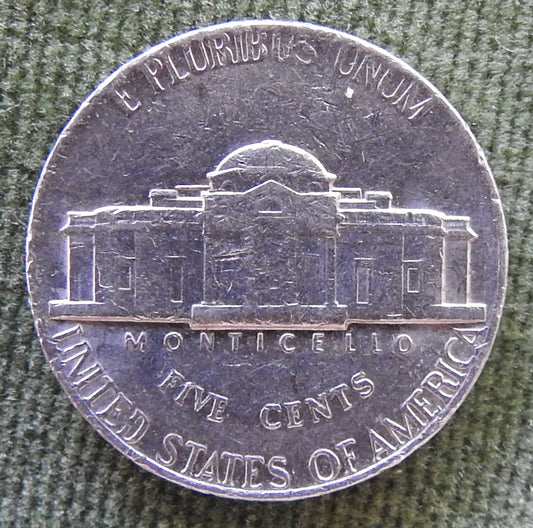 E PLURIBUS UNUM
MONTICELLO
FIVE CENTS
UNITED STATES OF AMERICA